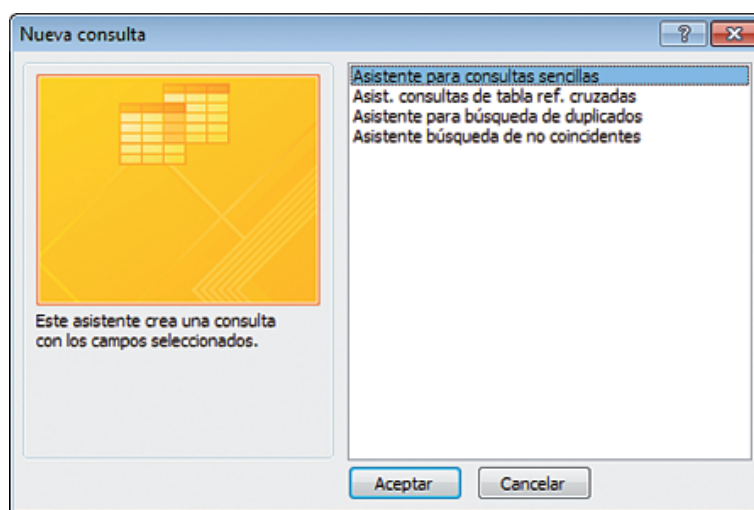 Nueva consulta
Asistente para consultas sencillas
Asist. consultas de tabla ref. cruzadas
Asistente para búsqueda de duplicados
Asistente búsqueda de no coincidentes
Este asistente crea una consulta
con los campos seleccionados.
Aceptar
Cancelar